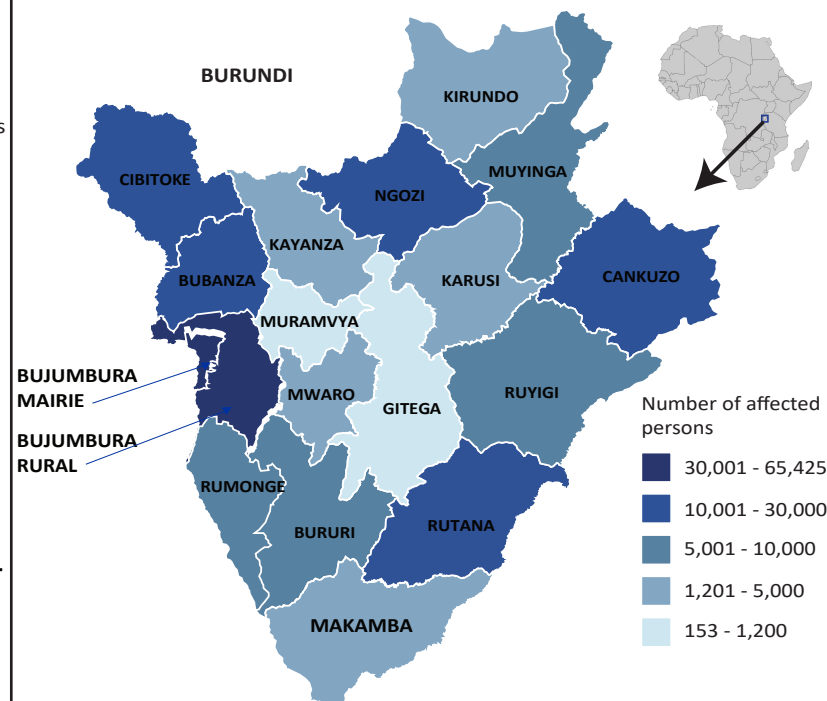 BURUNDI
KIRUNDO
s
CIBITOKE
NGOZI
MUYINGA
KAYANZA
BUBANZA
KARUSI
CANKUZO
MURAMVYA
BUJUMBURA
MAIRIE
MWARO
GITEGA
RUYIGI
BUJUMBURA
RURAL
Number of affected
persons
30,001 - 65,425
10,001 - 30,000
5,001 - 10,000
1,201 - 5,000
153 - 1,200
RUMONGE
BURURI
RUTANA
MAKAMBA